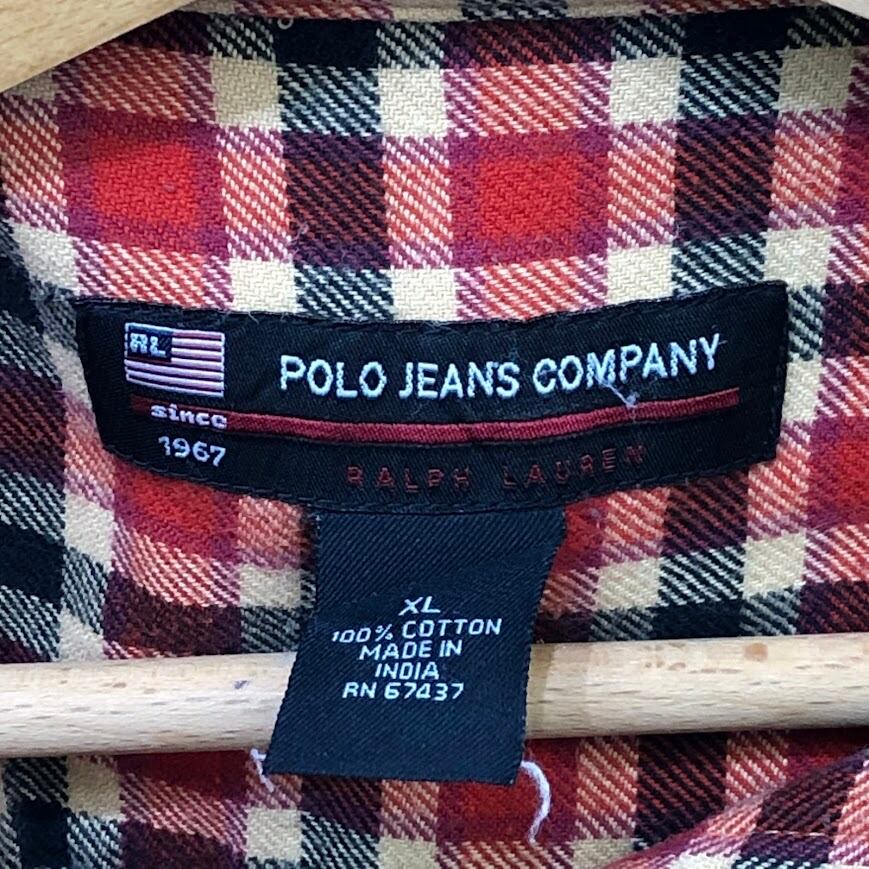 RL
POLO JEANS COMPANY
since
1967
RALPH LAUREN
XL
100% COTTON
MADE IN
INDIA
RN 67437